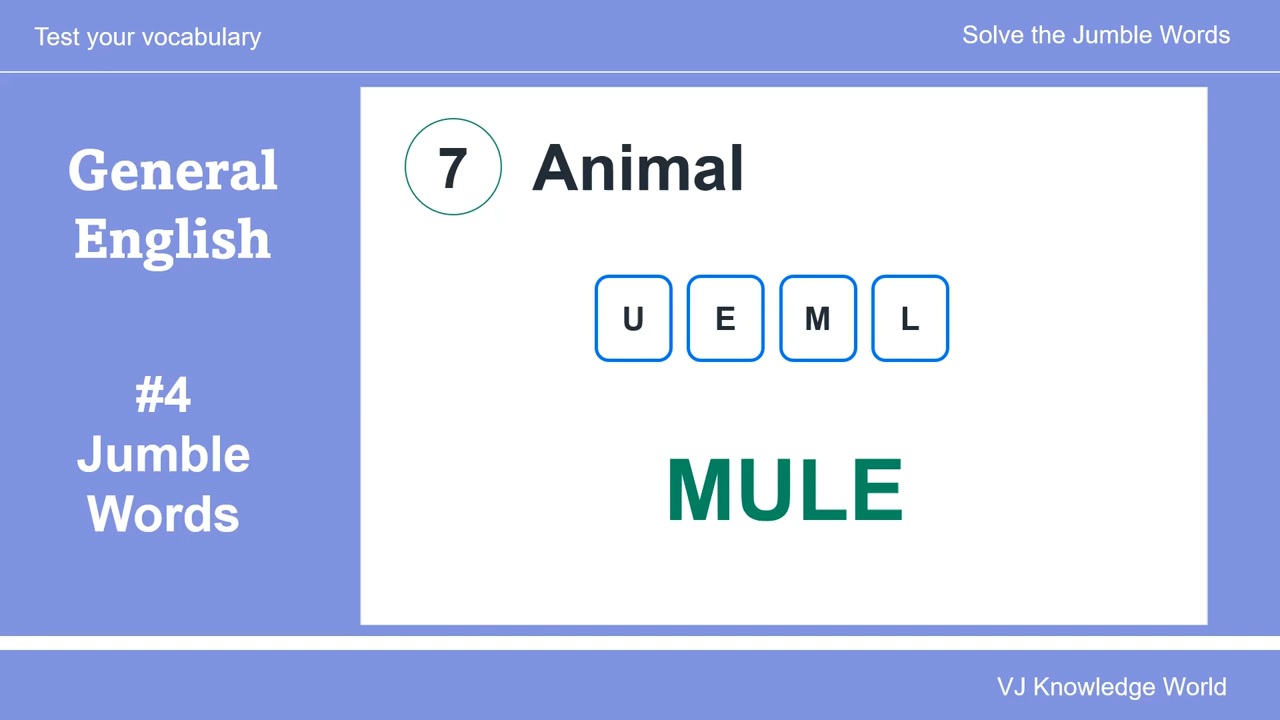 Test your vocabulary
Solve the Jumble Words
General
English
#4
Jumble
Words
7 Animal
U E M L
MULE
VJ Knowledge World